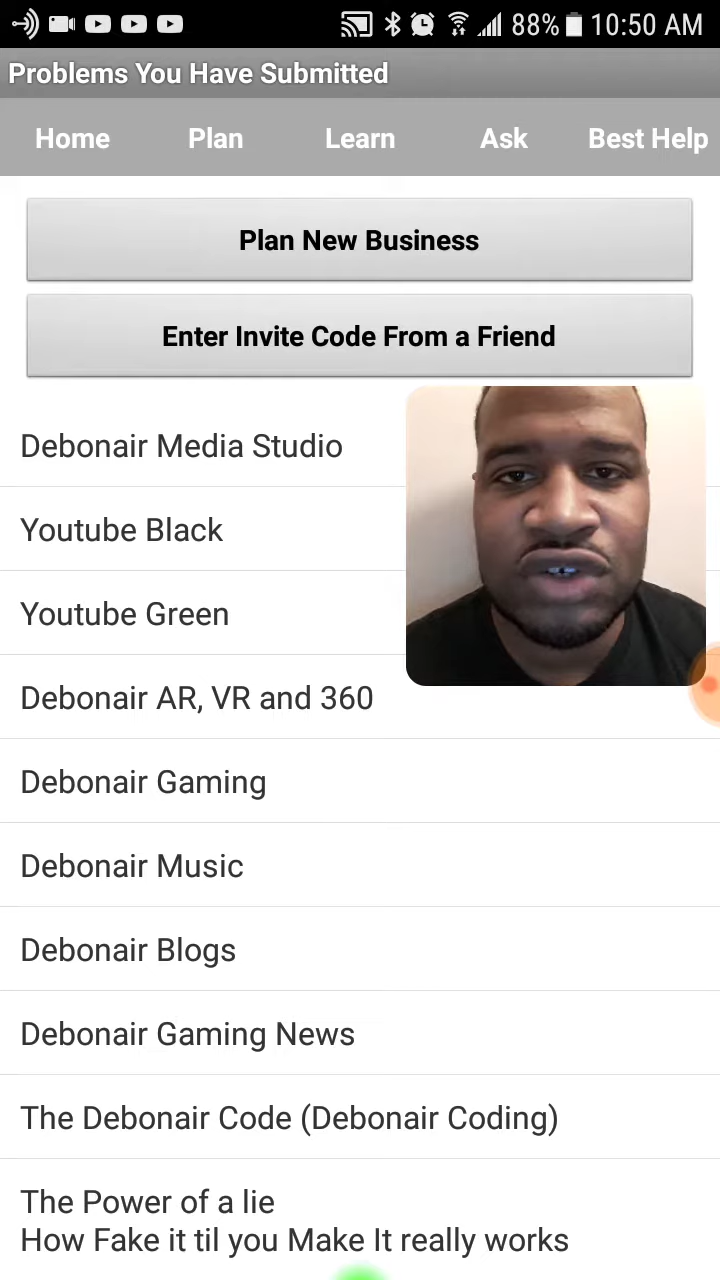 88% 10:50 AM
Problems You Have Submitted
Home Plan Learn Ask Best Help
Plan New Business
Enter Invite Code From a Friend
Debonair Media Studio
Youtube Black
Youtube Green
Debonair AR, VR and 360
Debonair Gaming
Debonair Music
Debonair Blogs
Debonair Gaming News
The Debonair Code (Debonair Coding)
The Power of a lie
How Fake it til you Make It really works